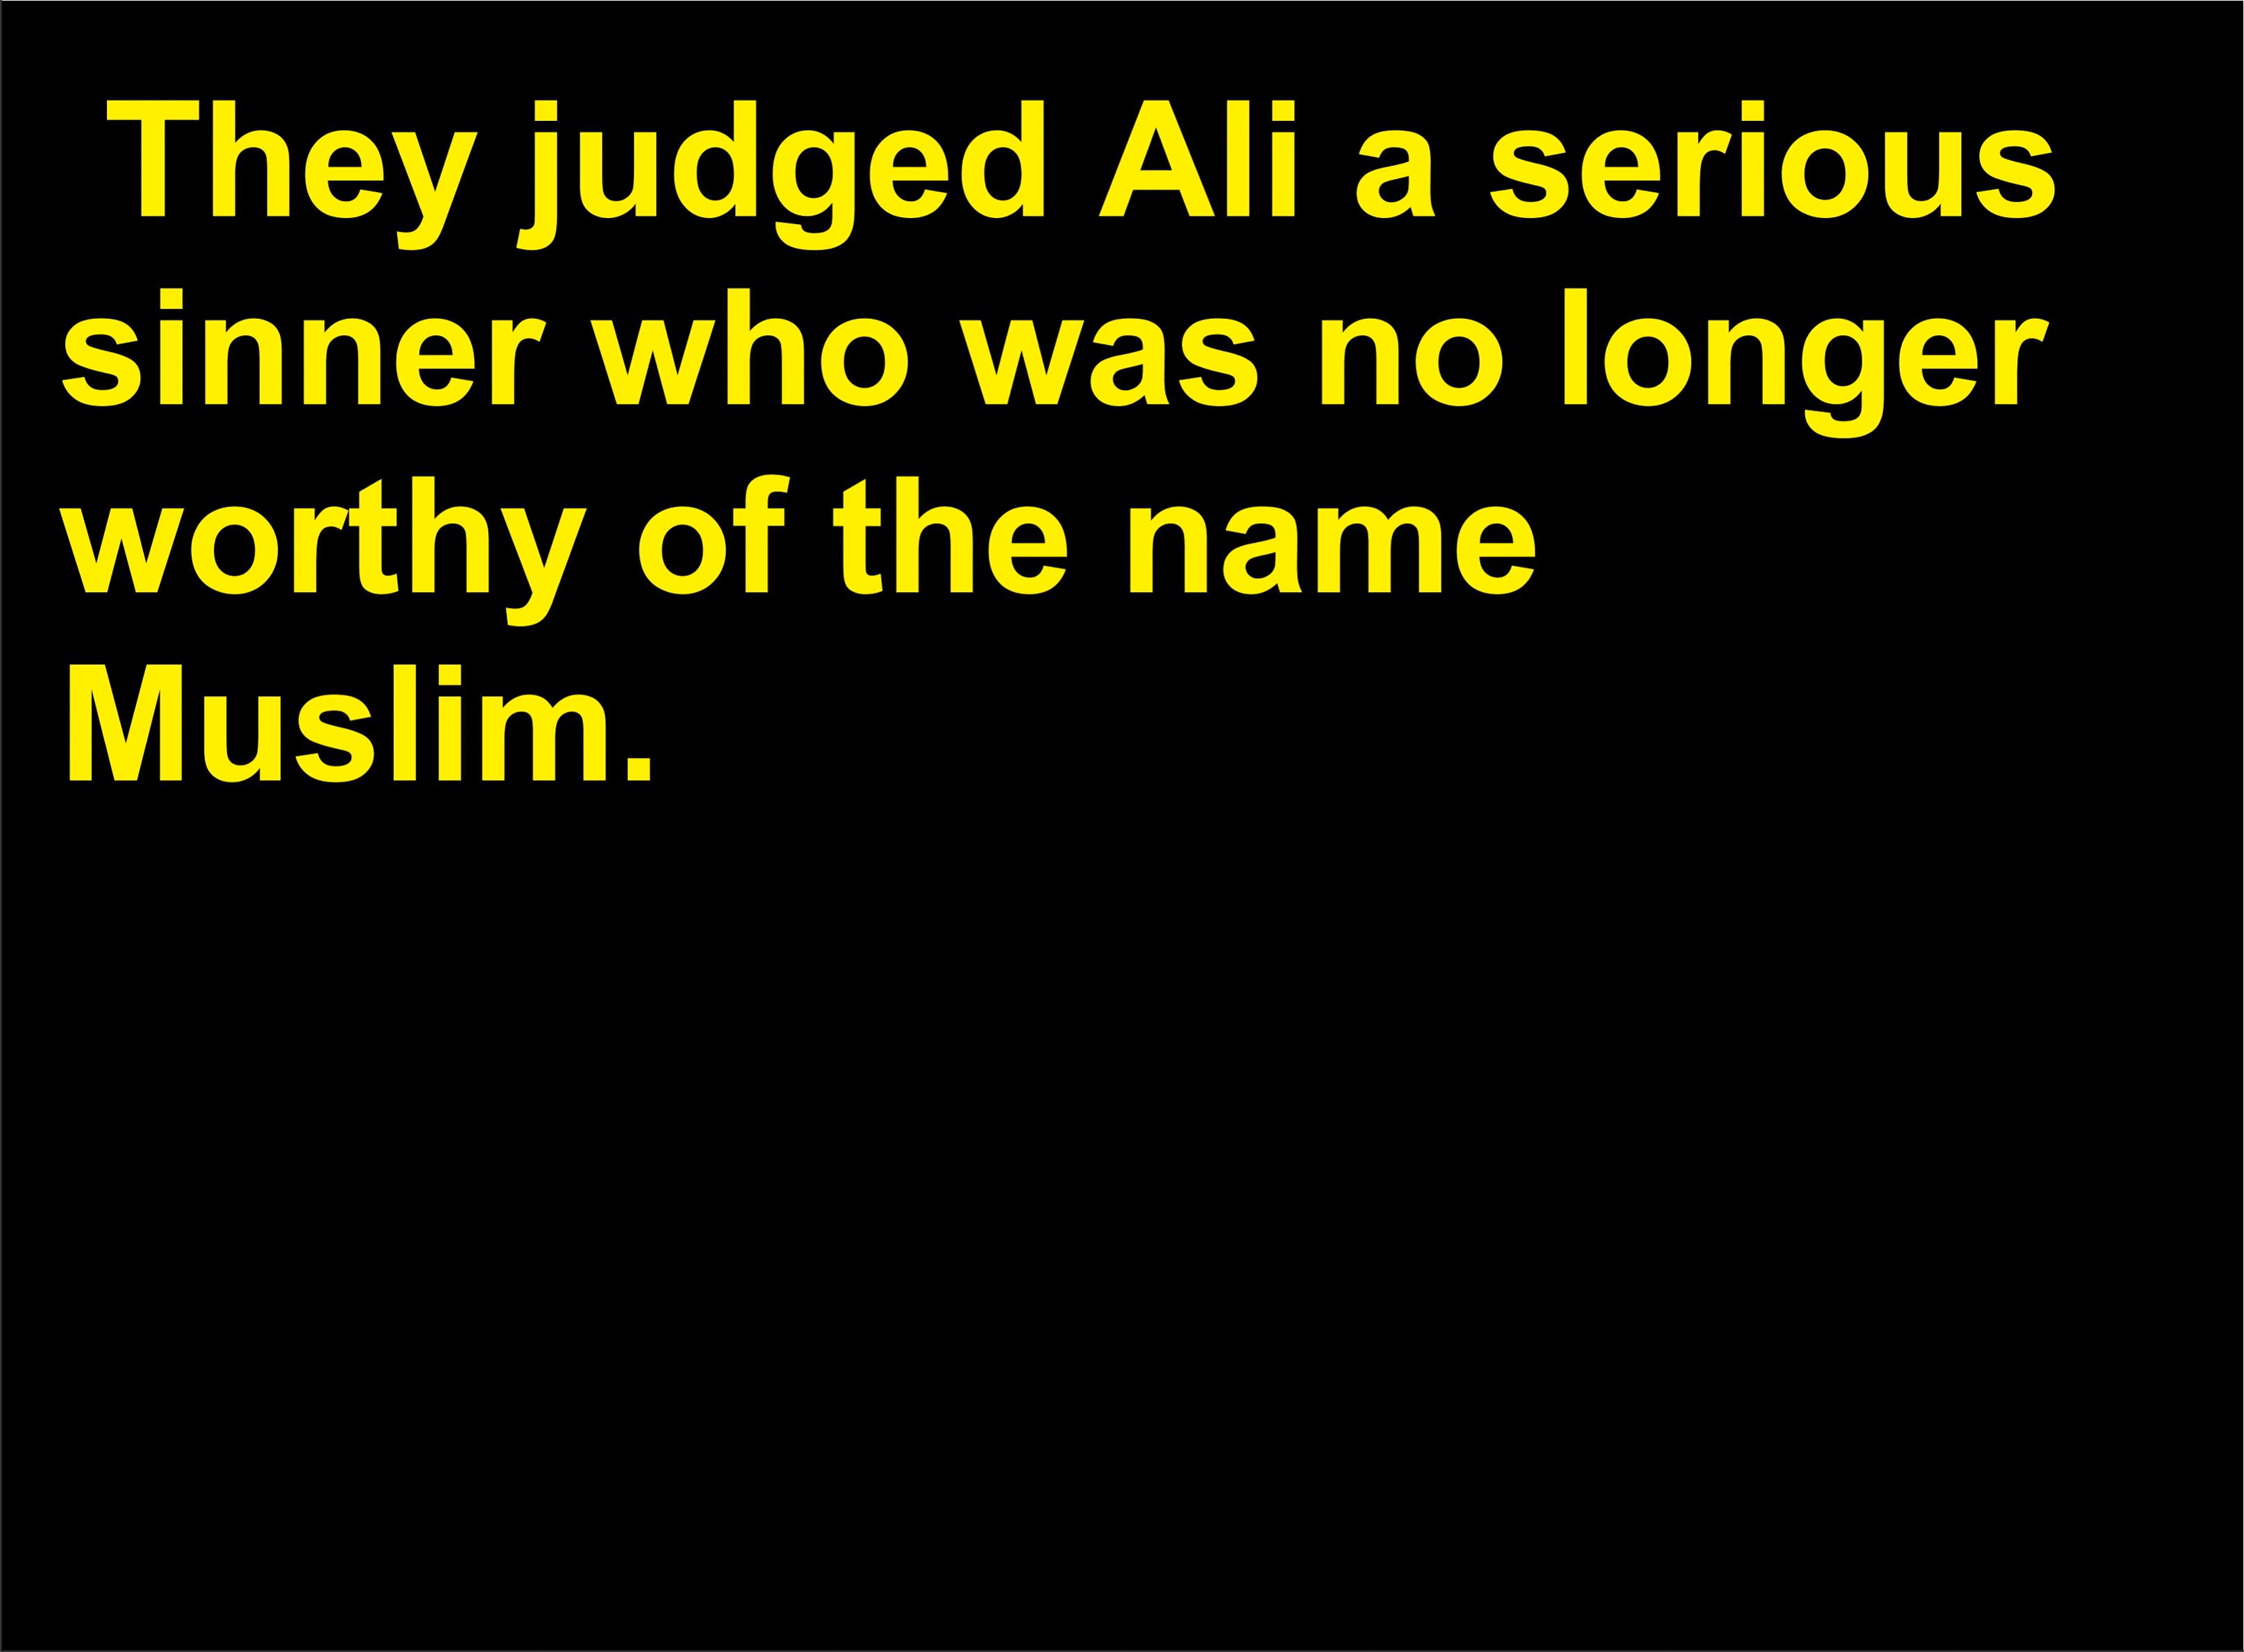 They judged Ali a serious
sinner who was no longer
worthy of the name
Muslim.